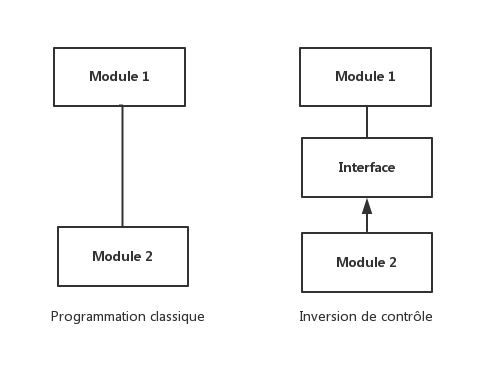 Module 1
Module 2
Programmation classique
Module 1
Interface
Module 2
Inversion de contrôle